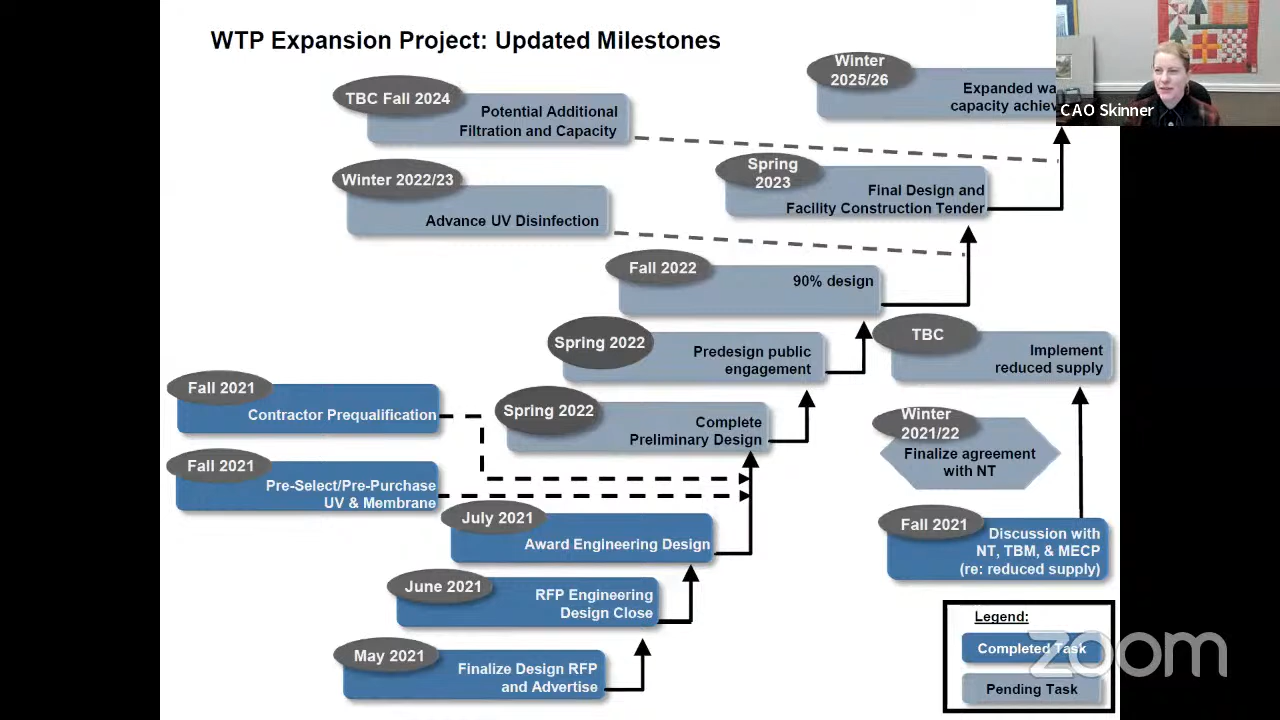 WTP Expansion Project: Updated Milestones
Winter
2025/26
Expanded
capacity
CAO Skinner
TBC Fall 2024
Potential Additional
Filtration and Capacity
Spring
2023
Final Design and
Facility Construction Tender
Winter 2022/23
Advance UV Disinfection
Fall 2022
90% design
Spring 2022
Predesign public
engagement
TBC
Implement
reduced supply
Fall 2021
Contractor Prequalification
Spring 2022
Complete
Preliminary Design
Winter
2021/22
Finalize agreement
with NT
Fall 2021
Pre-Select/Pre-Purchase
UV & Membrane
July 2021
Award Engineering Design
Fall 2021
Discussion with
NT, TBM, & MECP
(re: reduced supply)
June 2021
RFP Engineering
Design Close
May 2021
Finalize Design RFP
and Advertise
Legend:
Completed Task
Pending Task
zoom